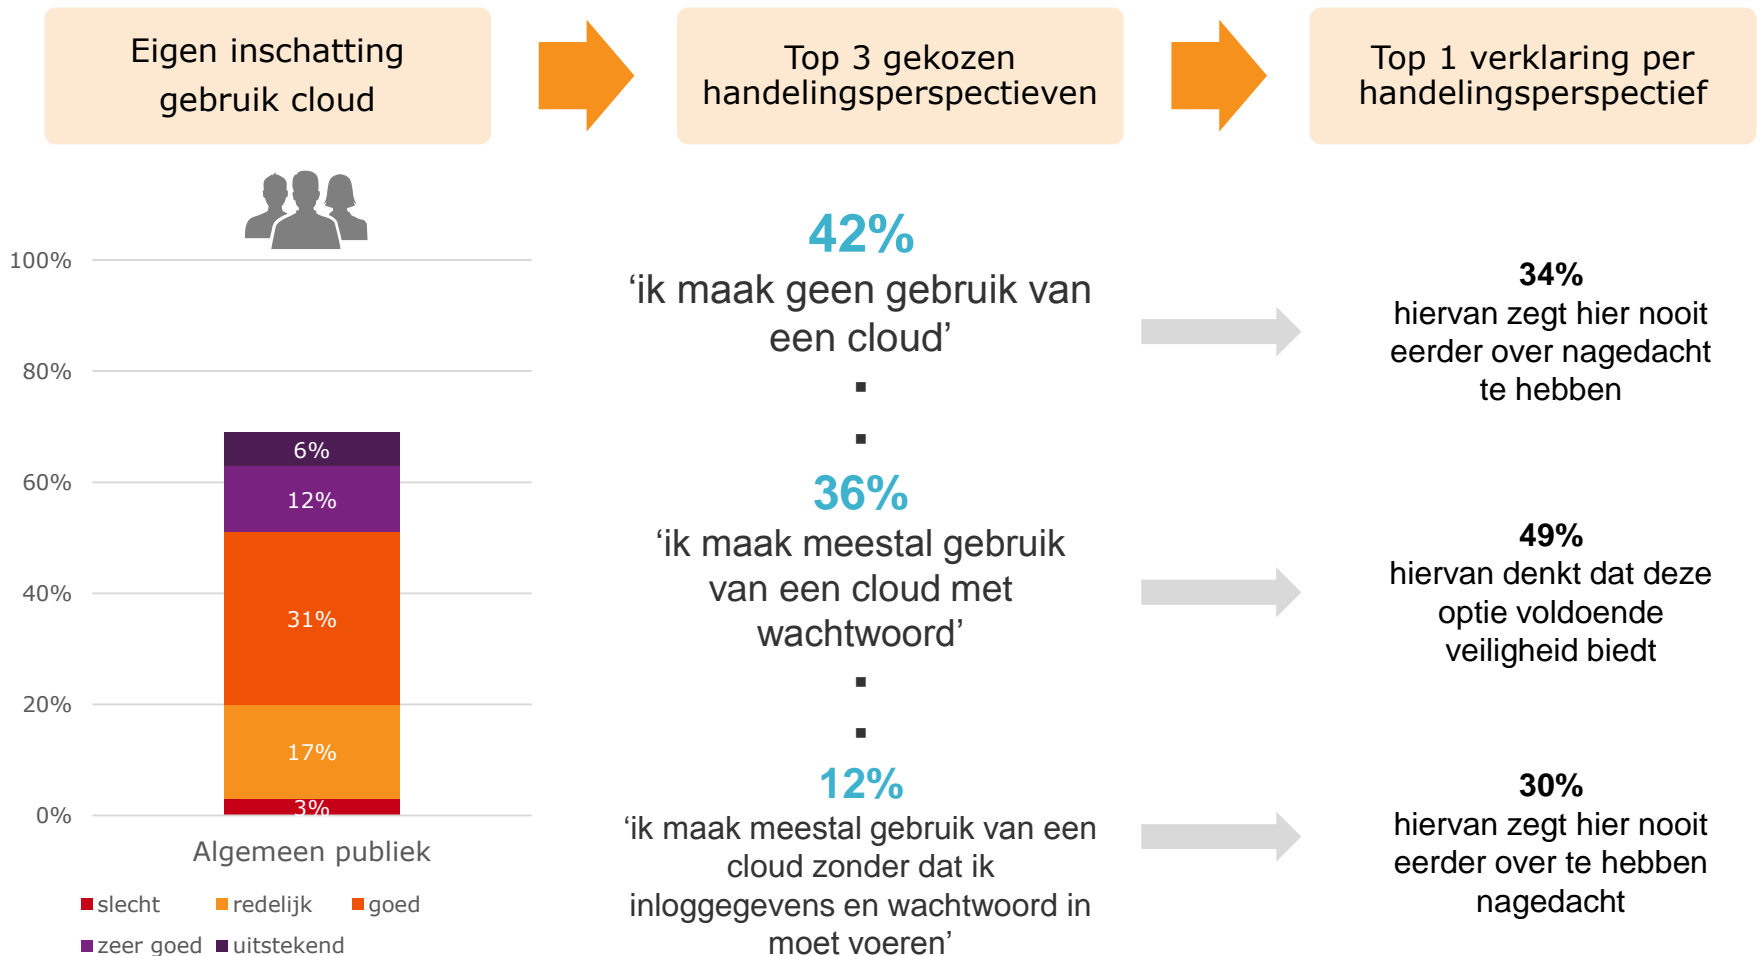 Eigen inschatting
gebruik cloud
Top 3 gekozen
handelingsperspectieven
Top 1 verklaring per
handelingsperspectief
100%
80%
60%
40%
20%
0%
6%
12%
31%
17%
3%
Algemeen publiek
slecht
redelijk
goed
zeer goed
uitstekend
42%
‘ik maak geen gebruik van
een cloud’
36%
‘ik maak meestal gebruik
van een cloud met
wachtwoord’
12%
‘ik maak meestal gebruik van een
cloud zonder dat ik
inloggegevens en wachtwoord in
moet voeren’
34%
hiervan zegt hier nooit
eerder over nagedacht
te hebben
49%
hiervan denkt dat deze
optie voldoende
veiligheid biedt
30%
hiervan zegt hier nooit
eerder over te hebben
nagedacht